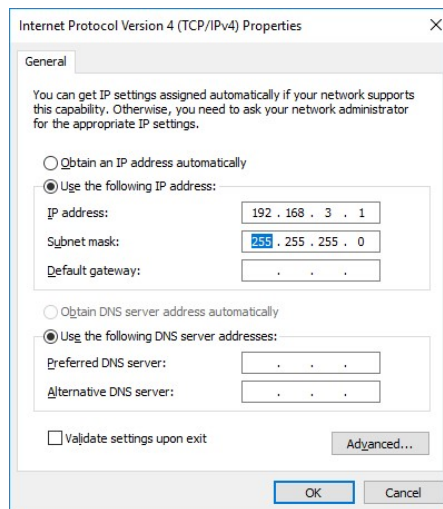 Internet Protocol Version 4 (TCP/IPv4) Properties
General
You can get IP settings assigned automatically if your network supports
this capability. Otherwise, you need to ask your network administrator
for the appropriate IP settings.
Obtain an IP address automatically
Use the following IP address:
IP address: 192 . 168 . 3 . 1
Subnet mask: 255 . 255 . 255 . 0
Default gateway: . . .
Obtain DNS server address automatically
Use the following DNS server addresses:
Preferred DNS server: . . .
Alternative DNS server: . . .
Validate settings upon exit
Advanced...
OK Cancel